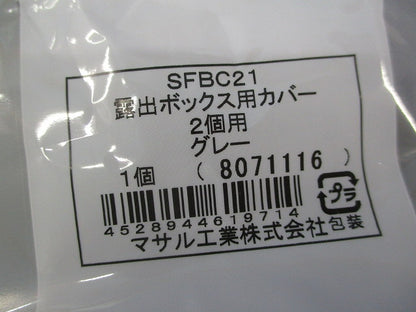 SFBC21
露出ボックス用カバー
2個用
グレー
1個 (8071116)
プラ
4528944619714
マサル工業株式会社 包装